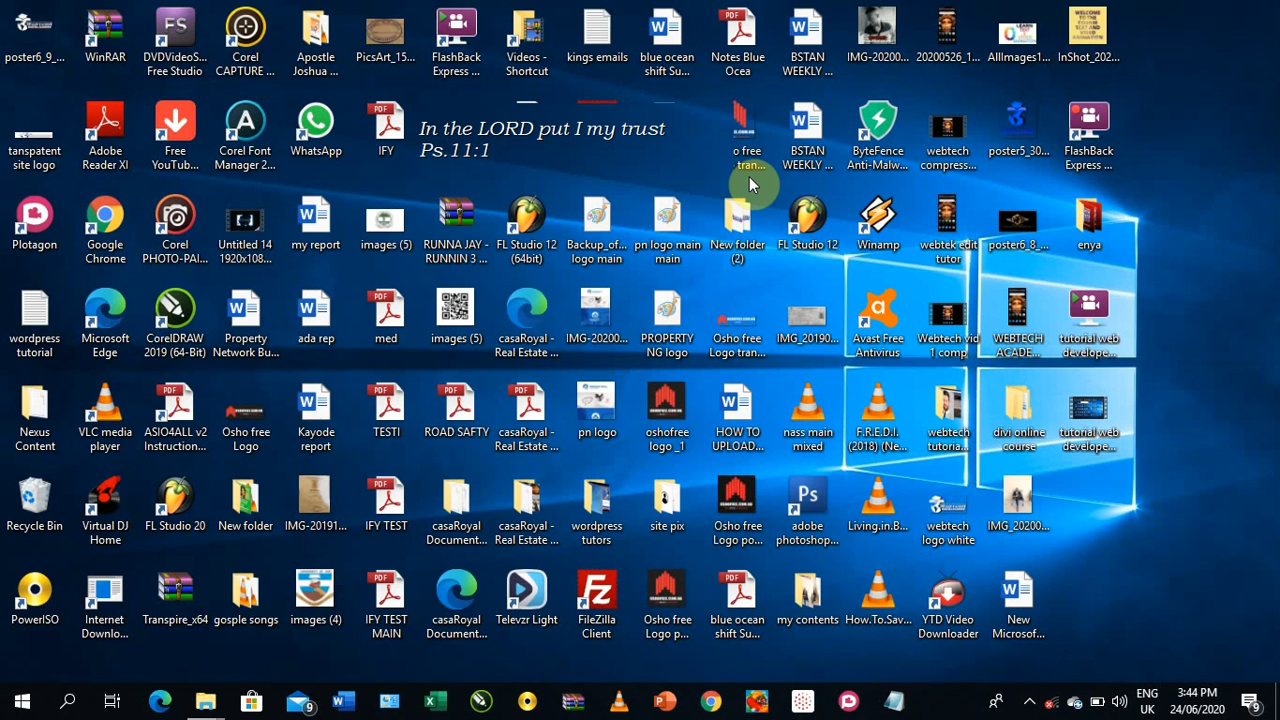 poster6_9_...
WinRAR
DVDVideoS...
Free Studio
Corel
CAPTURE ...
Apostle
Joshua ...
PicsArt_15...
FlashBack
Express ...
Videos -
Shortcut
kings emails
blue ocean
shift Su...
Notes Blue
Ocea
BSTAN
WEEKLY ...
IMG-20200...
20200526_1...
AllImages1...
InShot_202...
tanspatent
site logo
Adobe
Reader XI
Free
YouTub...
Corel Font
Manager 2...
WhatsApp
IFY
In the LORD put I my trust
Ps.11:1
o free
tran...
BSTAN
WEEKLY ...
ByteFence
Anti-Malw...
webtech
compress...
poster5_30...
FlashBack
Express ...
Plotagon
Google
Chrome
Corel
PHOTO-PAI...
Untitled 14
1920x108...
my report
images (5)
RUNNA JAY -
RUNNIN 3 ...
FL Studio 12
(64bit)
Backup_of...
logo main
pn logo main
main
New folder
(2)
FL Studio 12
Winamp
webtek edit
tutor
poster6_8_...
enya
wordpress
tutorial
Microsoft
Edge
CorelDRAW
2019 (64-Bit)
Property
Network Bu...
ada rep
med
images (5)
casaRoyal -
Real Estate ...
IMG-20200...
PROPERTY
NG logo
Osho free
Logo tran...
IMG_20190...
Avast Free
Antivirus
Webtech vid
1 comp
WEBTECH
ACADE...
tutorial web
develope...
Nexus
Content
VLC media
player
ASIO4ALL v2
Instruction...
Osho free
Logo
Kayode
report
TESTI
ROAD SAFTY
casaRoyal -
Real Estate ...
pn logo
oshofree
logo _1
HOW TO
UPLOAD...
nass main
mixed
F.R.E.D.I.
(2018) (Ne...
webtech
tutoria...
divi online
course
tutorial web
develope...
Recycle Bin
Virtual DJ
Home
FL Studio 20
New folder
IMG-20191...
IFY TEST
casaRoyal
Document...
casaRoyal -
Real Estate ...
wordpress
tutors
site pix
Osho free
Logo po...
adobe
photoshop...
Living.in.B...
webtech
logo white
IMG_20200...
PowerISO
Internet
Downlo...
Transpire_x64
gosple songs
images (4)
IFY TEST
MAIN
casaRoyal
Document...
Televzr Light
FileZilla
Client
Osho free
Logo p...
blue ocean
shift Su...
my contents
How.To.Sav...
YTD Video
Downloader
New
Microsof...
9
ENG
UK
3:44 PM
24/06/2020
9